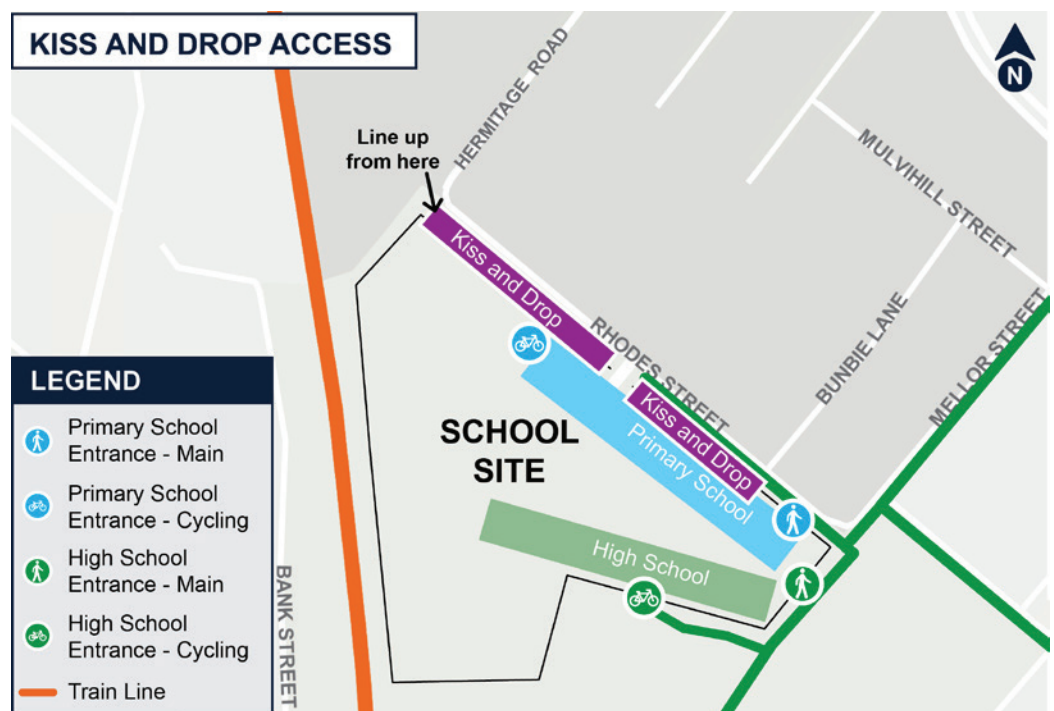 KISS AND DROP ACCESS
N
HERMITAGE ROAD
Line up
from here
MULVIHILL STREET
Kiss and Drop
RHODES STREET
BUNBIE LANE
MELLOR STREET
Kiss and Drop
Primary School
SCHOOL
SITE
High School
BANK STREET
LEGEND
Primary School
Entrance - Main
Primary School
Entrance - Cycling
High School
Entrance - Main
High School
Entrance - Cycling
Train Line